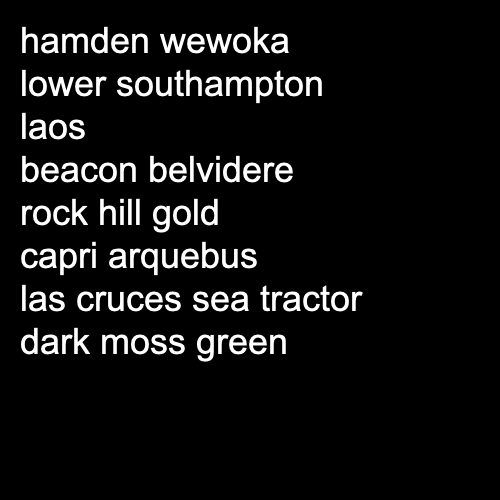 hamden wewoka
lower southampton
laos
beacon belvidere
rock hill gold
capri arquebus
las cruces sea tractor
dark moss green